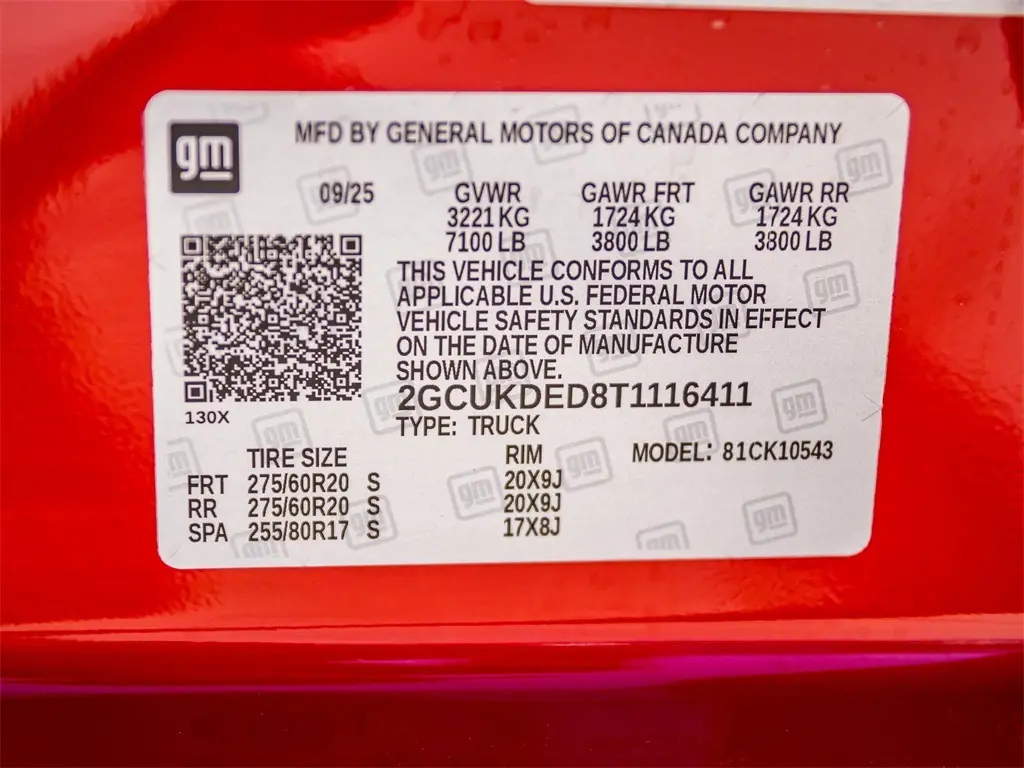 gm MFD BY GENERAL MOTORS OF CANADA COMPANY
09/25 GVWR GAWR FRT GAWR RR
3221 KG 1724 KG 1724 KG
7100 LB 3800 LB 3800 LB
THIS VEHICLE CONFORMS TO ALL
APPLICABLE U.S. FEDERAL MOTOR
VEHICLE SAFETY STANDARDS IN EFFECT
ON THE DATE OF MANUFACTURE
SHOWN ABOVE.
2GCUKDED8T1116411
130X
TYPE: TRUCK
TIRE SIZE RIM MODEL: 81CK10543
FRT 275/60R20 S 20X9J
RR 275/60R20 S 20X9J
SPA 255/80R17 S 17X8J